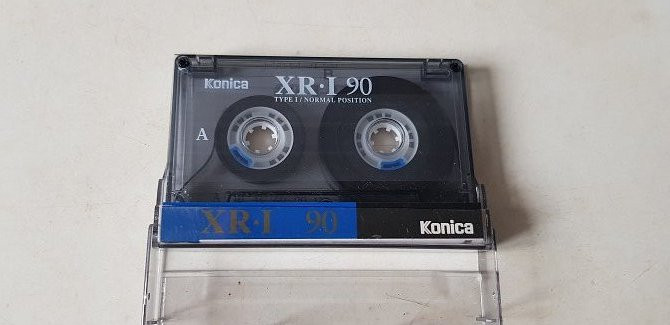 Konica
XR·I 90
TYPE I / NORMAL POSITION
A
XR·I 90
Konica